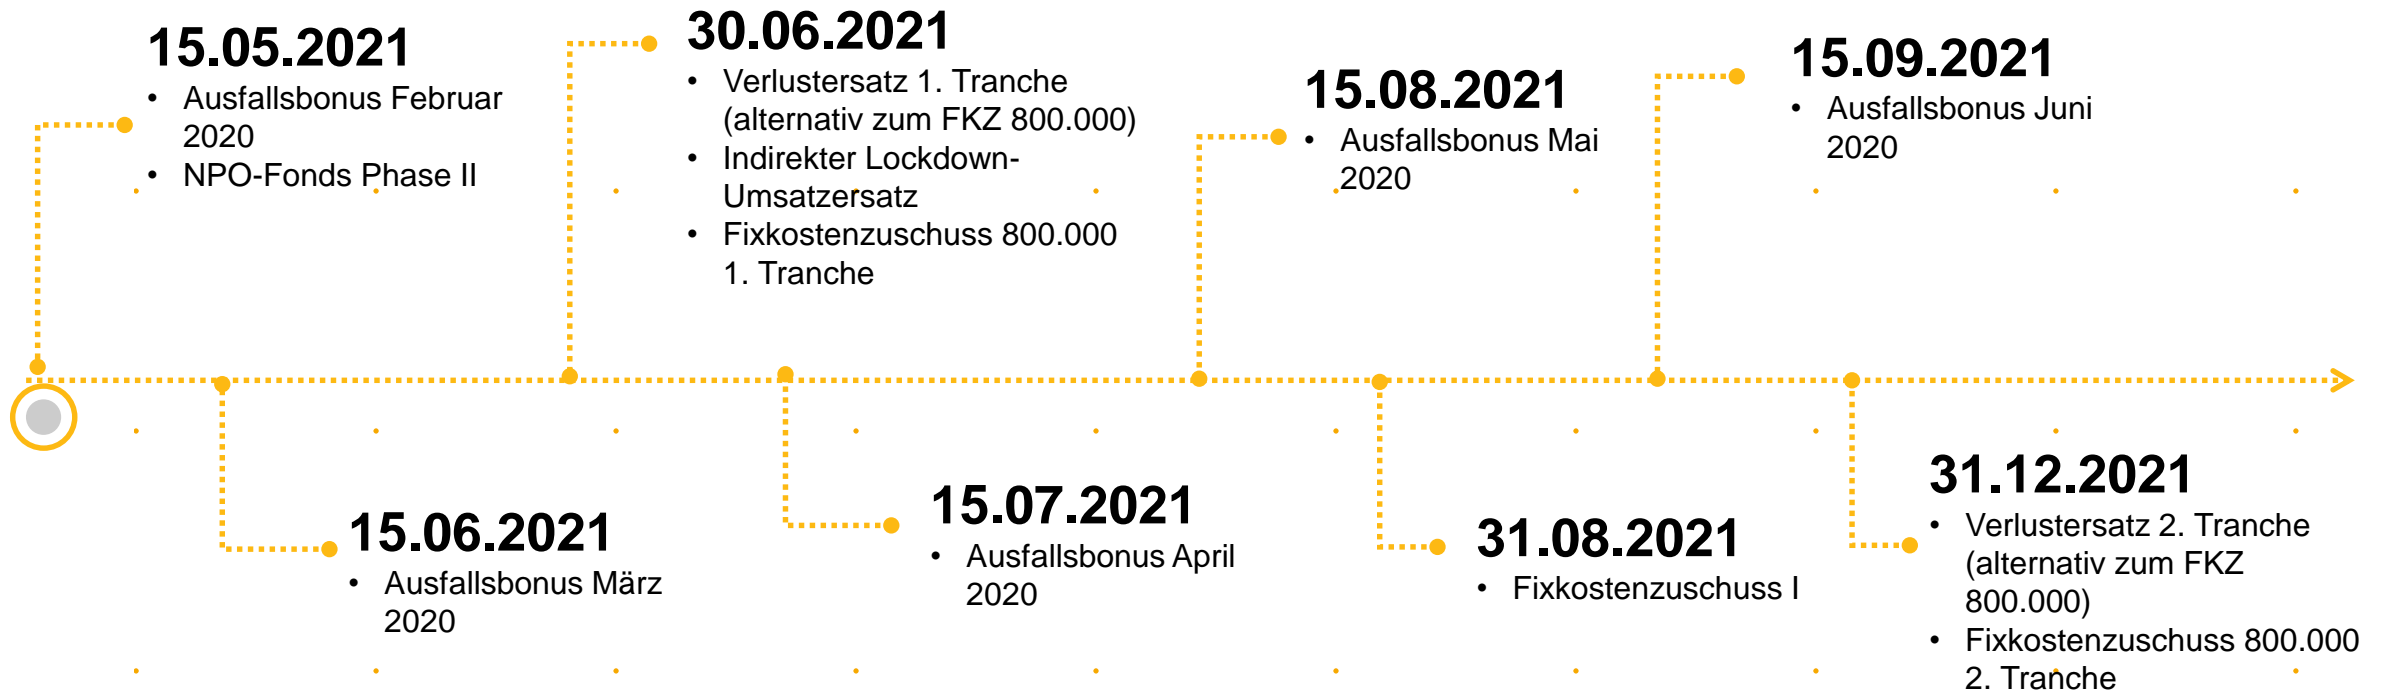 15.05.2021
• Ausfallsbonus Februar
2020
• NPO-Fonds Phase II
15.06.2021
• Ausfallsbonus März
2020
30.06.2021
• Verlustersatz 1. Tranche
(alternativ zum FKZ 800.000)
• Indirekter Lockdown-
Umsatzersatz
• Fixkostenzuschuss 800.000
1. Tranche
15.07.2021
• Ausfallsbonus April
2020
15.08.2021
• Ausfallsbonus Mai
2020
31.08.2021
• Fixkostenzuschuss I
15.09.2021
• Ausfallsbonus Juni
2020
31.12.2021
• Verlustersatz 2. Tranche
(alternativ zum FKZ
800.000)
• Fixkostenzuschuss 800.000
2. Tranche